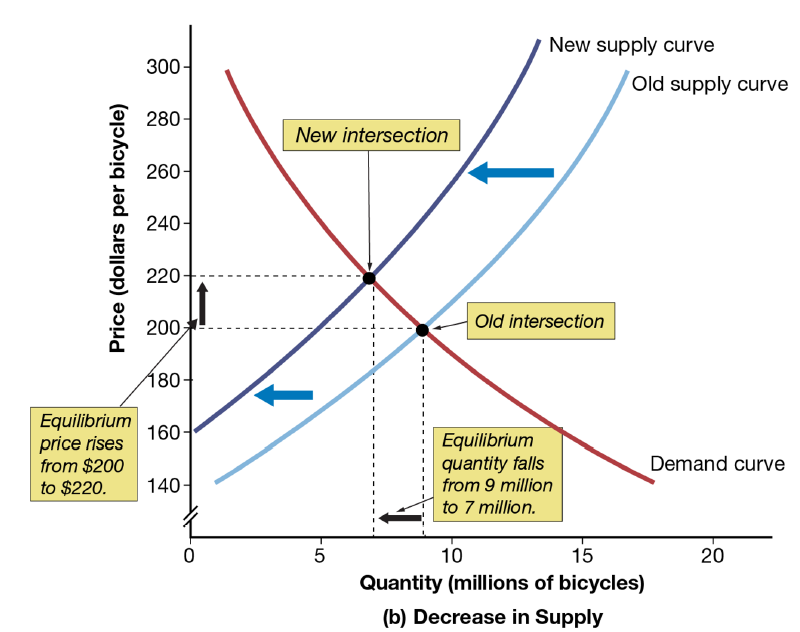 New supply curve
Old supply curve
Price (dollars per bicycle)
300
280
260
240
220
200
180
160
140
New intersection
Old intersection
Equilibrium
price rises
from $200
to $220.
Equilibrium
quantity falls
from 9 million
to 7 million.
Demand curve
0
5
10
15
20
Quantity (millions of bicycles)
(b) Decrease in Supply